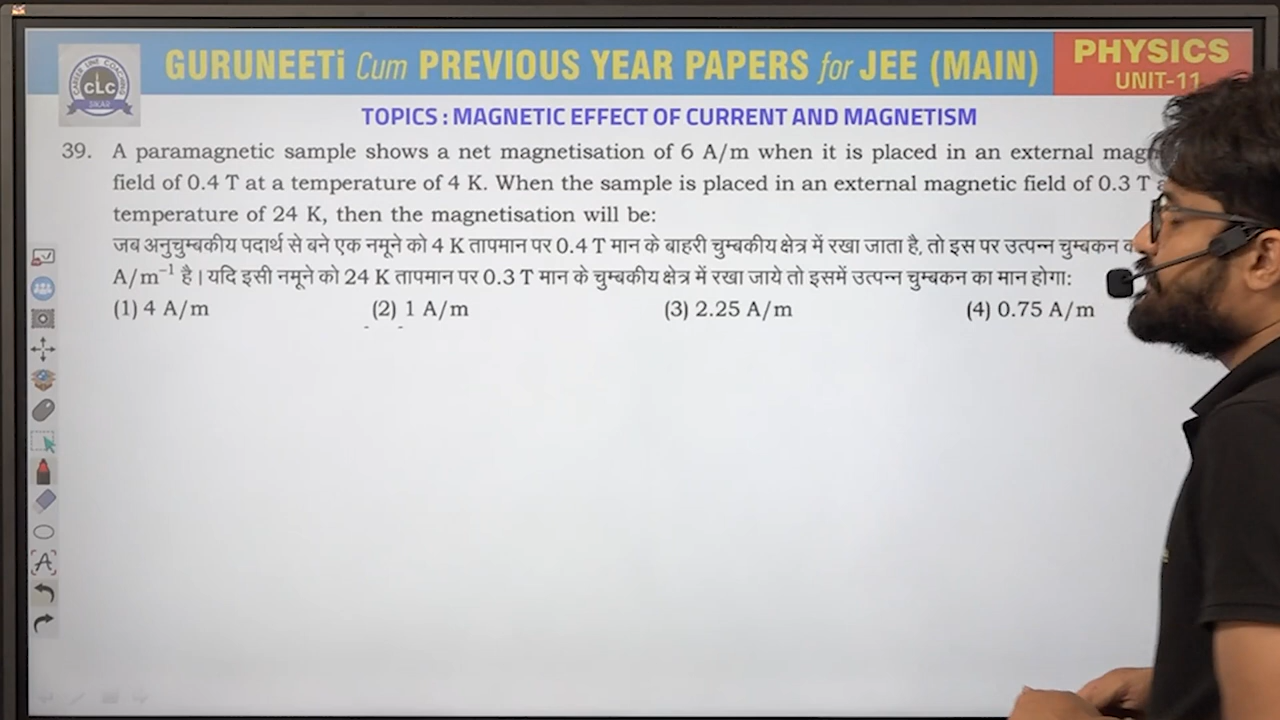 GURUNEETi Cum PREVIOUS YEAR PAPERS for JEE (MAIN)
PHYSICS
UNIT-11
CAREER LINE COACHING
CLC
SIKAR
TOPICS : MAGNETIC EFFECT OF CURRENT AND MAGNETISM
39. A paramagnetic sample shows a net magnetisation of 6 A/m when it is placed in an external
field of 0.4 T at a temperature of 4 K. When the sample is placed in an external magnetic field of 0.3 T
temperature of 24 K, then the magnetisation will be:
जब अनुचुम्बकीय पदार्थ से बने एक नमूने को 4 K तापमान पर 0.4 T मान के बाहरी चुम्बकीय क्षेत्र में रखा जाता है, तो इस पर उत्पन्न चुम्बकन
A/m⁻¹ है। यदि इसी नमूने को 24 K तापमान पर 0.3 T मान के चुम्बकीय क्षेत्र में रखा जाये तो इसमें उत्पन्न चुम्बकन का मान होगा:
(1) 4 A/m (2) 1 A/m (3) 2.25 A/m (4) 0.75 A/m